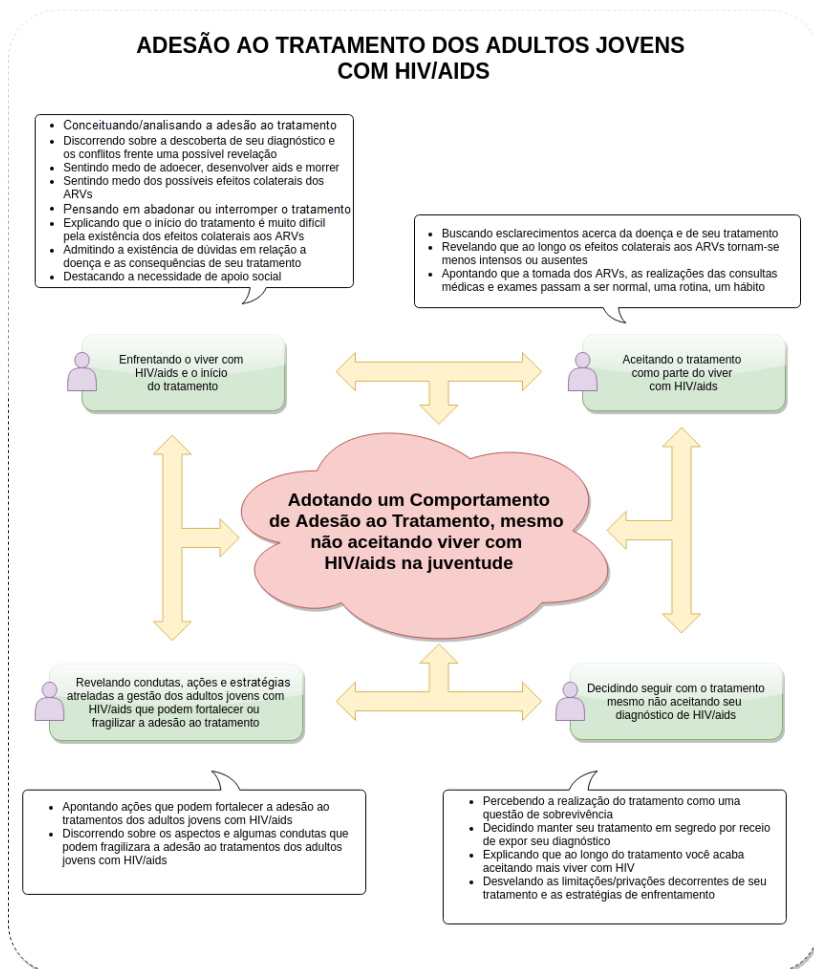 ADESÃO AO TRATAMENTO DOS ADULTOS JOVENS
COM HIV/AIDS
• Conceituando/analisando a adesão ao tratamento
• Discorrendo sobre a descoberta de seu diagnóstico e
os conflitos frente uma possível revelação
• Sentindo medo de adoecer, desenvolver aids e morrer
• Sentindo medo dos possíveis efeitos colaterais dos
ARVs
• Pensando em abadonar ou interromper o tratamento
• Explicando que o início do tratamento é muito difícil
pela existência dos efeitos colaterais aos ARVs
• Admitindo a existência de dúvidas em relação a
doença e as consequências de seu tratamento
• Destacando a necessidade de apoio social
• Buscando esclarecimentos acerca da doença e de seu tratamento
• Revelando que ao longo os efeitos colaterais aos ARVs tornam-se
menos intensos ou ausentes
• Apontando que a tomada dos ARVs, as realizações das consultas
médicas e exames passam a ser normal, uma rotina, um hábito
Enfrentando o viver com
HIV/aids e o início
do tratamento
Aceitando o tratamento
como parte do viver
com HIV/aids
Adotando um Comportamento
de Adesão ao Tratamento, mesmo
não aceitando viver com
HIV/aids na juventude
Revelando condutas, ações e estratégias
atreladas a gestão dos adultos jovens com
HIV/aids que podem fortalecer ou
fragilizar a adesão ao tratamento
Decidindo seguir com o tratamento
mesmo não aceitando seu
diagnóstico de HIV/aids
• Apontando ações que podem fortalecer a adesão ao
tratamentos dos adultos jovens com HIV/aids
• Discorrendo sobre os aspectos e algumas condutas que
podem fragilizara a adesão ao tratamentos dos adultos
jovens com HIV/aids
• Percebendo a realização do tratamento como uma
questão de sobrevivência
• Decidindo manter seu tratamento em segredo por receio
de expor seu diagnóstico
• Explicando que ao longo do tratamento você acaba
aceitando mais viver com HIV
• Desvelando as limitações/privações decorrentes de seu
tratamento e as estratégias de enfrentamento